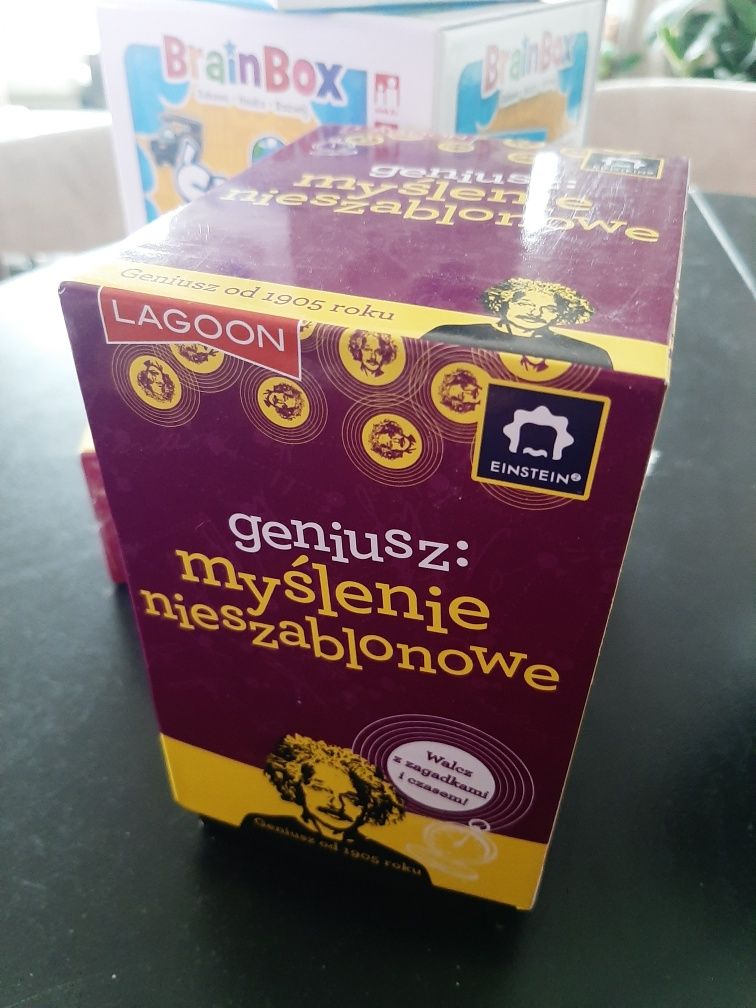 BrainBox
BrainBox
geniusz:
myślenie
nieszablonowe
Geniusz od 1905 roku
LAGOON
EINSTEIN
geniusz:
myślenie
nieszablonowe
Walcz
z zagadkami
i czasem!
Geniusz od 1905 roku